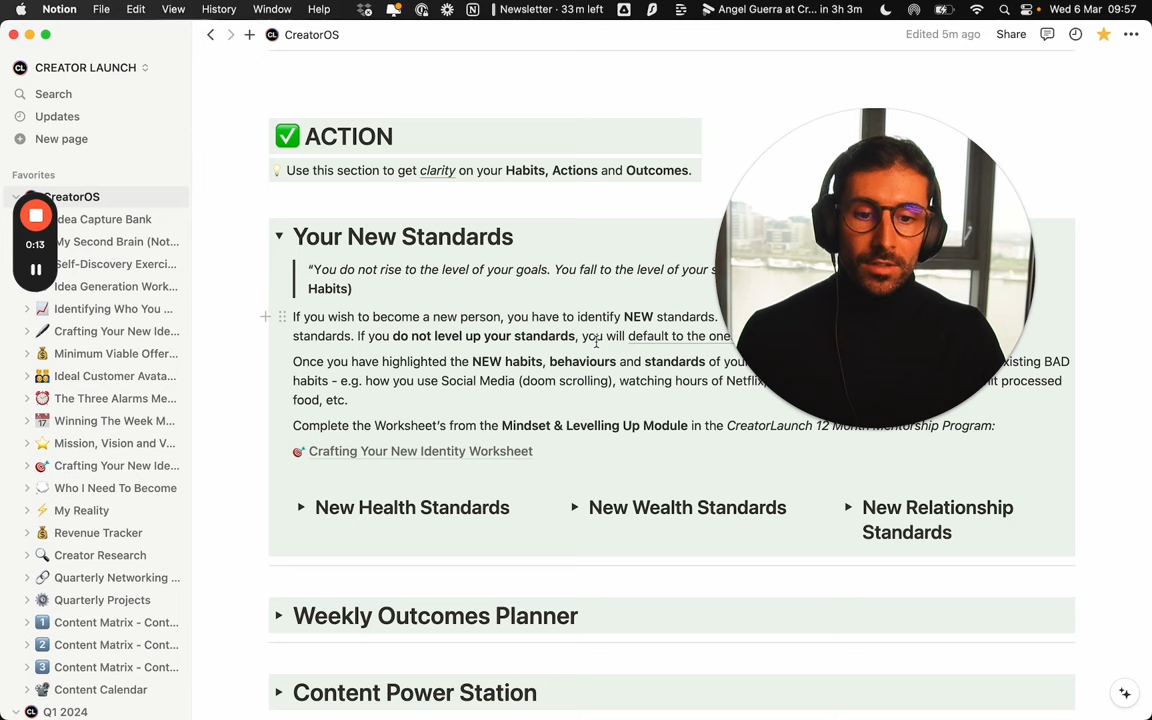 Notion File Edit View History Window Help Newsletter · 33m left Angel Guerra at Cr... in 3h 3m Wed 6 Mar 09:57
CreatorOS Edited 5m ago Share
CL CREATOR LAUNCH
Search
Updates
New page
Favorites
CreatorOS
Idea Capture Bank
My Second Brain (Not...
Self-Discovery Exerci...
Idea Generation Work...
Identifying Who You ...
Crafting Your New Ide...
Minimum Viable Offer...
Ideal Customer Avata...
The Three Alarms Me...
Winning The Week M...
Mission, Vision and V...
Crafting Your New Ide...
Who I Need To Become
My Reality
Revenue Tracker
Creator Research
Quarterly Networking ...
Quarterly Projects
1 Content Matrix - Cont...
2 Content Matrix - Cont...
3 Content Matrix - Cont...
Content Calendar
CL Q1 2024
0:13
✅ ACTION
💡 Use this section to get clarity on your Habits, Actions and Outcomes.
Your New Standards
“You do not rise to the level of your goals. You fall to the level of your
Habits)
If you wish to become a new person, you have to identify NEW standards.
standards. If you do not level up your standards, you will default to the
Once you have highlighted the NEW habits, behaviours and standards of existing BAD
habits - e.g. how you use Social Media (doom scrolling), watching hours of Netflix, processed
food, etc.
Complete the Worksheet’s from the Mindset & Levelling Up Module in the CreatorLaunch 12 Month Mentorship Program:
🎯 Crafting Your New Identity Worksheet
New Health Standards
New Wealth Standards
New Relationship
Standards
Weekly Outcomes Planner
Content Power Station